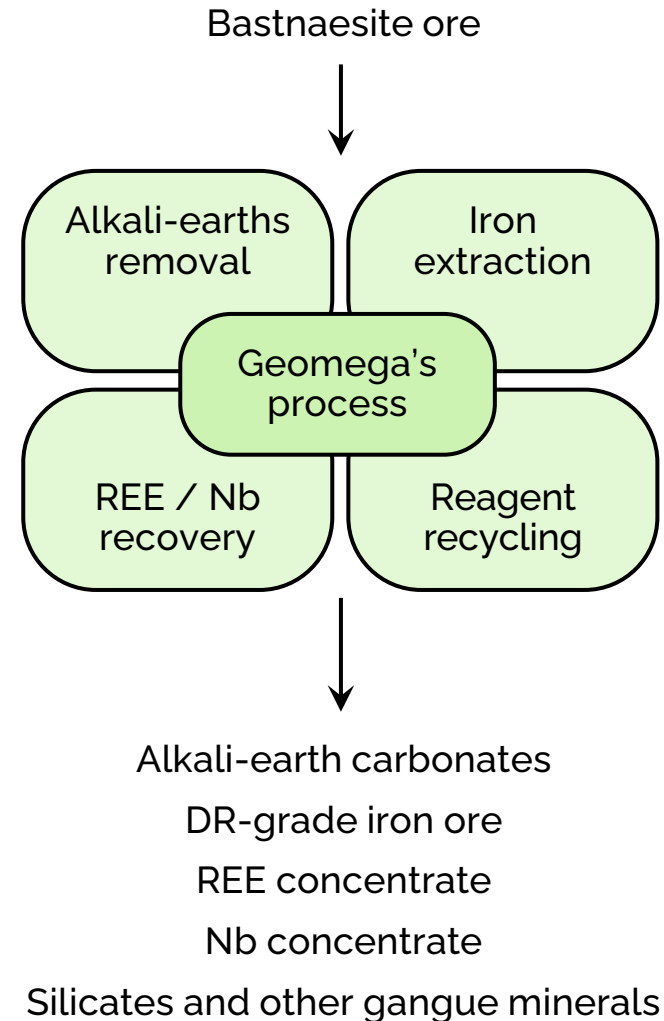 Bastnaesite ore
Alkali-earths
removal
Iron
extraction
Geomega’s
process
REE / Nb
recovery
Reagent
recycling
Alkali-earth carbonates
DR-grade iron ore
REE concentrate
Nb concentrate
Silicates and other gangue minerals